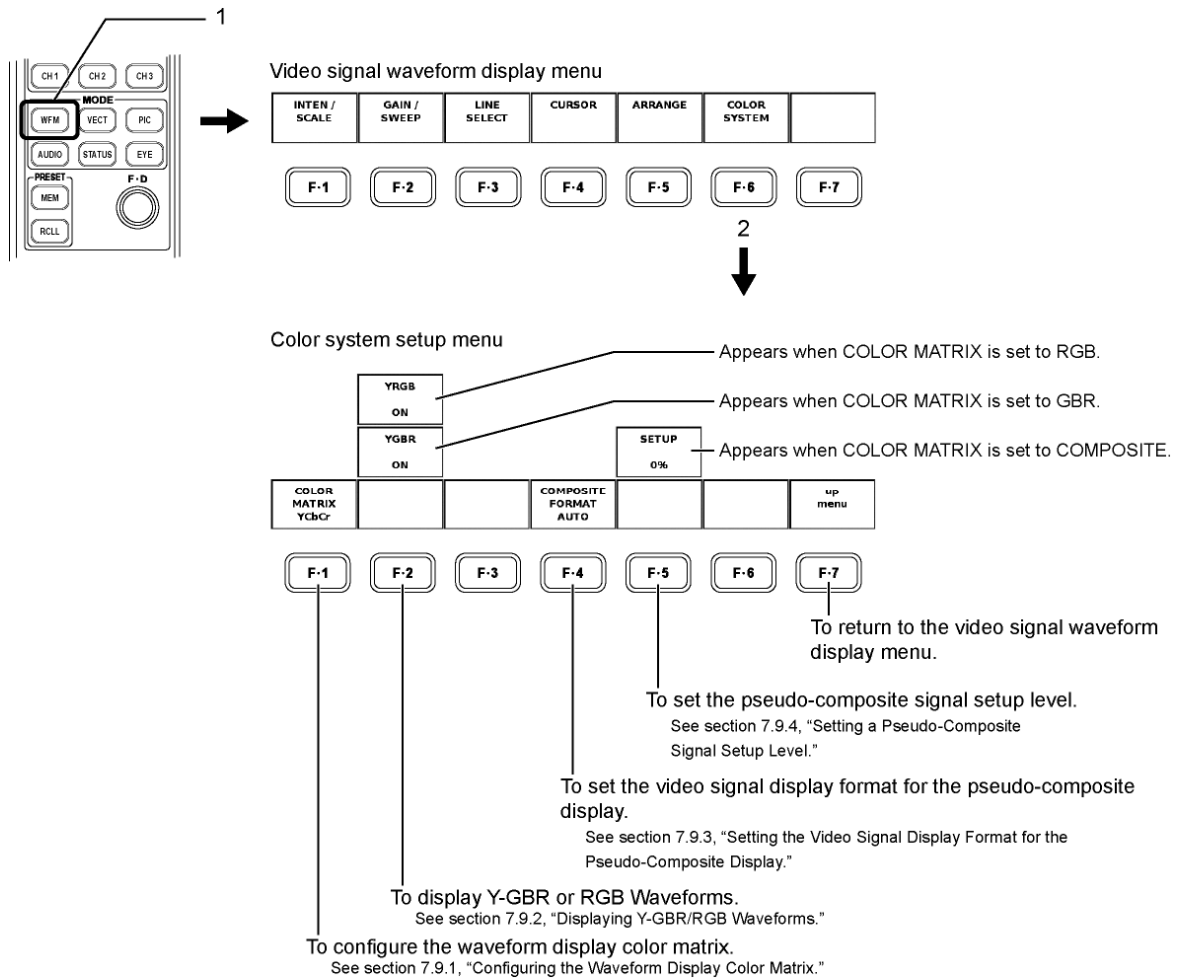 1
CH 1 CH 2 CH 3
MODE
WFM VECT PIC
AUDIO STATUS EYE
PRESET F·D
MEM
RCLL
Video signal waveform display menu
INTEN / SCALE
GAIN / SWEEP
LINE SELECT
CURSOR
ARRANGE
COLOR SYSTEM
F·1 F·2 F·3 F·4 F·5 F·6 F·7
2
Color system setup menu
YRGB
ON
Appears when COLOR MATRIX is set to RGB.
YGBR
ON
Appears when COLOR MATRIX is set to GBR.
SETUP
0%
Appears when COLOR MATRIX is set to COMPOSITE.
COLOR
MATRIX
YCbCr
COMPOSITE
FORMAT
AUTO
up
menu
F·1 F·2 F·3 F·4 F·5 F·6 F·7
To return to the video signal waveform
display menu.
To set the pseudo-composite signal setup level.
See section 7.9.4, “Setting a Pseudo-Composite
Signal Setup Level.”
To set the video signal display format for the pseudo-composite
display.
See section 7.9.3, “Setting the Video Signal Display Format for the
Pseudo-Composite Display.”
To display Y-GBR or RGB Waveforms.
See section 7.9.2, “Displaying Y-GBR/RGB Waveforms.”
To configure the waveform display color matrix.
See section 7.9.1, “Configuring the Waveform Display Color Matrix.”